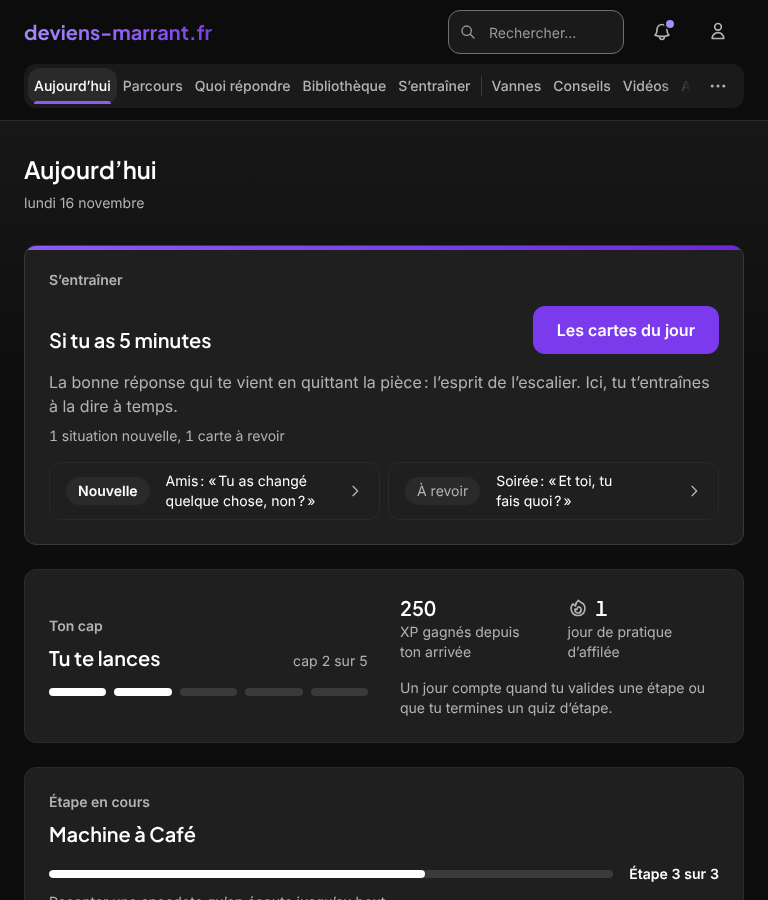 deviens-marrant.fr
Rechercher...
Aujourd’hui Parcours Quoi répondre Bibliothèque S’entraîner Vannes Conseils Vidéos
Aujourd’hui
lundi 16 novembre
S’entraîner
Si tu as 5 minutes
Les cartes du jour
La bonne réponse qui te vient en quittant la pièce : l’esprit de l’escalier. Ici, tu t’entraînes
à la dire à temps.
1 situation nouvelle, 1 carte à revoir
Nouvelle
Amis : « Tu as changé
quelque chose, non ? »
À revoir
Soirée : « Et toi, tu
fais quoi ? »
Ton cap
Tu te lances
cap 2 sur 5
250
XP gagnés depuis
ton arrivée
1
jour de pratique
d’affilée
Un jour compte quand tu valides une étape ou
que tu termines un quiz d’étape.
Étape en cours
Machine à Café
Étape 3 sur 3